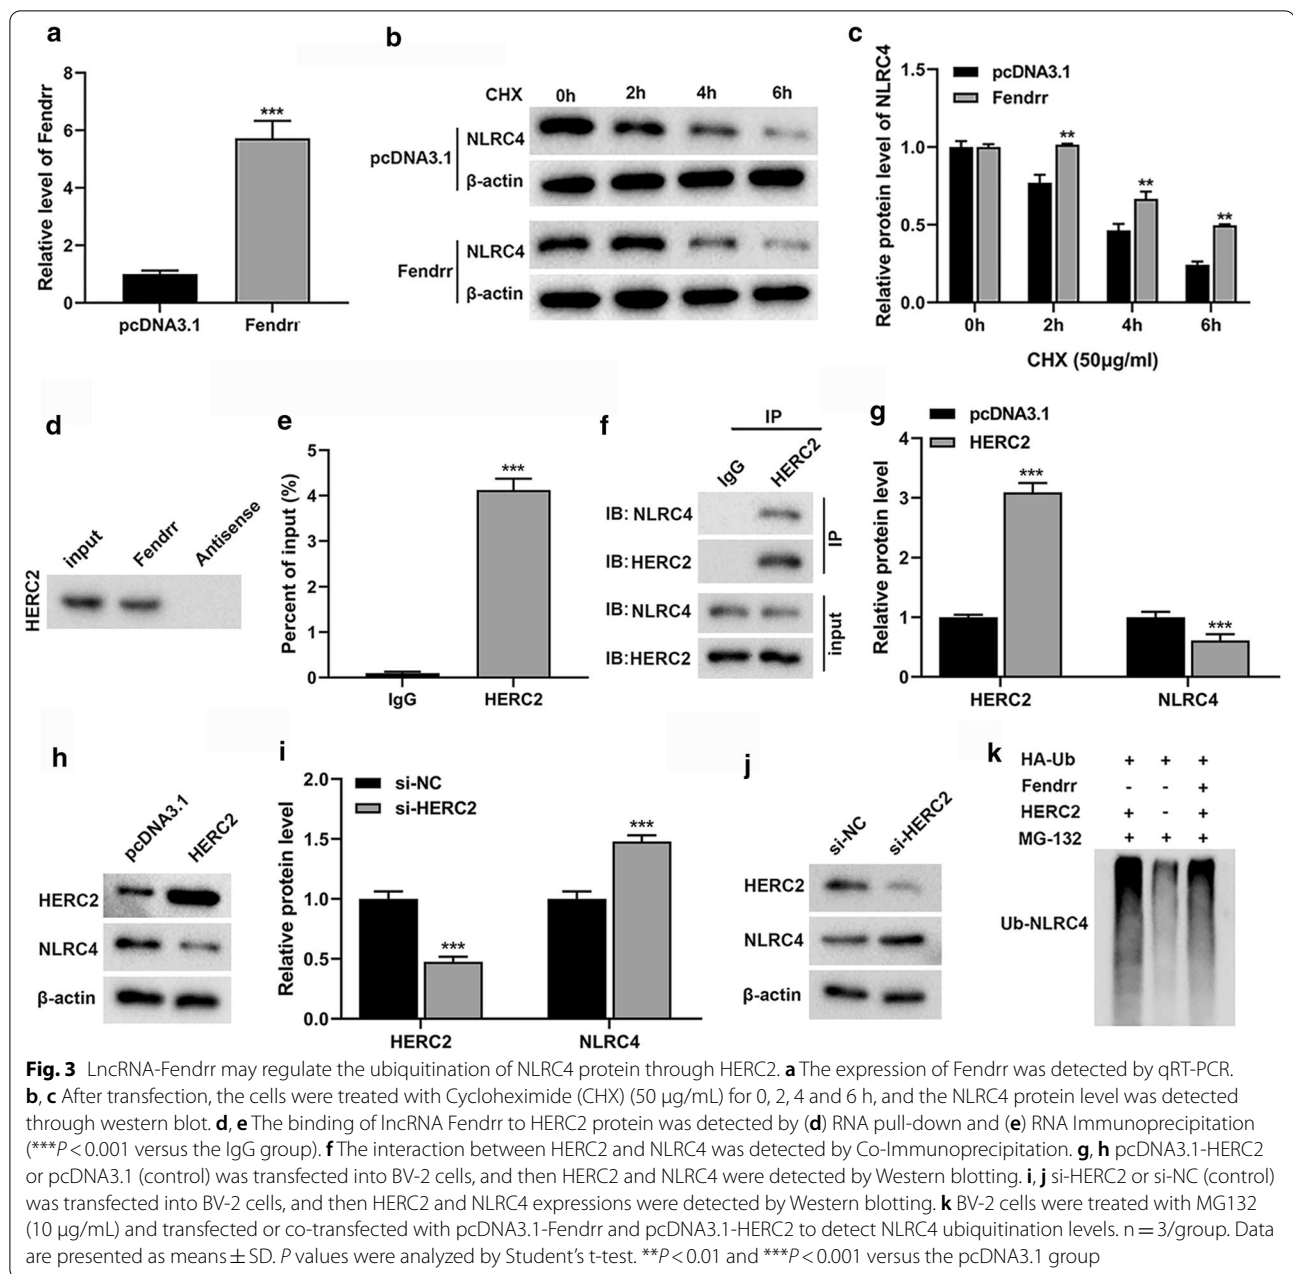 a
Relative level of Fendrr
8
6
4
2
0
***
pcDNA3.1
Fendrr
b
CHX 0h 2h 4h 6h
pcDNA3.1
NLRC4
β-actin
Fendrr
NLRC4
β-actin
c
Relative protein level of NLRC4
1.5
1.0
0.5
0.0
pcDNA3.1
Fendrr
**
**
**
0h 2h 4h 6h
CHX (50μg/ml)
d
input Fendrr Antisense
HERC2
e
Percent of input (%)
5
4
3
2
1
0
***
IgG HERC2
f
IP
IgG HERC2
IB: NLRC4
IB: HERC2
IP
IB: NLRC4
IB:HERC2
input
g
pcDNA3.1
HERC2
Relative protein level
4
3
2
1
0
***
***
HERC2 NLRC4
h
pcDNA3.1 HERC2
HERC2
NLRC4
β-actin
i
si-NC
si-HERC2
Relative protein level
2.0
1.5
1.0
0.5
0.0
***
***
HERC2 NLRC4
j
si-NC si-HERC2
HERC2
NLRC4
β-actin
k
HA-Ub + + +
Fendrr - - +
HERC2 + - +
MG-132 + + +
Ub-NLRC4
Fig. 3 LncRNA-Fendrr may regulate the ubiquitination of NLRC4 protein through HERC2. a The expression of Fendrr was detected by qRT-PCR.
b, c After transfection, the cells were treated with Cycloheximide (CHX) (50 μg/mL) for 0, 2, 4 and 6 h, and the NLRC4 protein level was detected
through western blot. d, e The binding of lncRNA Fendrr to HERC2 protein was detected by (d) RNA pull-down and (e) RNA Immunoprecipitation
(***P < 0.001 versus the IgG group). f The interaction between HERC2 and NLRC4 was detected by Co-Immunoprecipitation. g, h pcDNA3.1-HERC2
or pcDNA3.1 (control) was transfected into BV-2 cells, and then HERC2 and NLRC4 were detected by Western blotting. i, j si-HERC2 or si-NC (control)
was transfected into BV-2 cells, and then HERC2 and NLRC4 expressions were detected by Western blotting. k BV-2 cells were treated with MG132
(10 μg/mL) and transfected or co-transfected with pcDNA3.1-Fendrr and pcDNA3.1-HERC2 to detect NLRC4 ubiquitination levels. n = 3/group. Data
are presented as means ± SD. P values were analyzed by Student's t-test. **P < 0.01 and ***P < 0.001 versus the pcDNA3.1 group